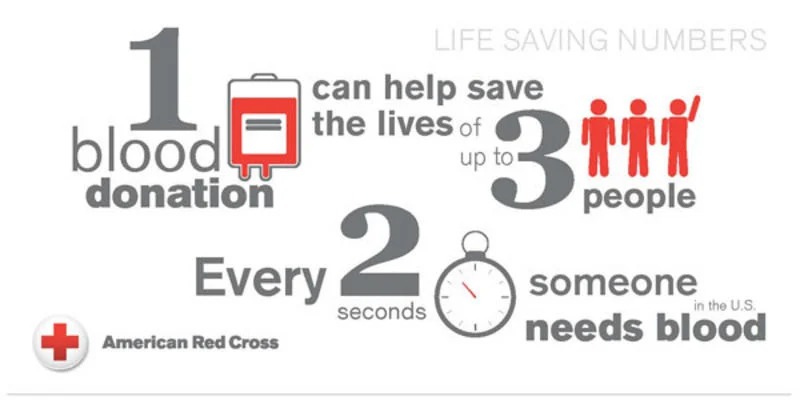 LIFE SAVING NUMBERS
1
blood
donation
can help save
the lives of
up to 3
people
Every 2
seconds
someone
in the U.S.
needs blood
American Red Cross